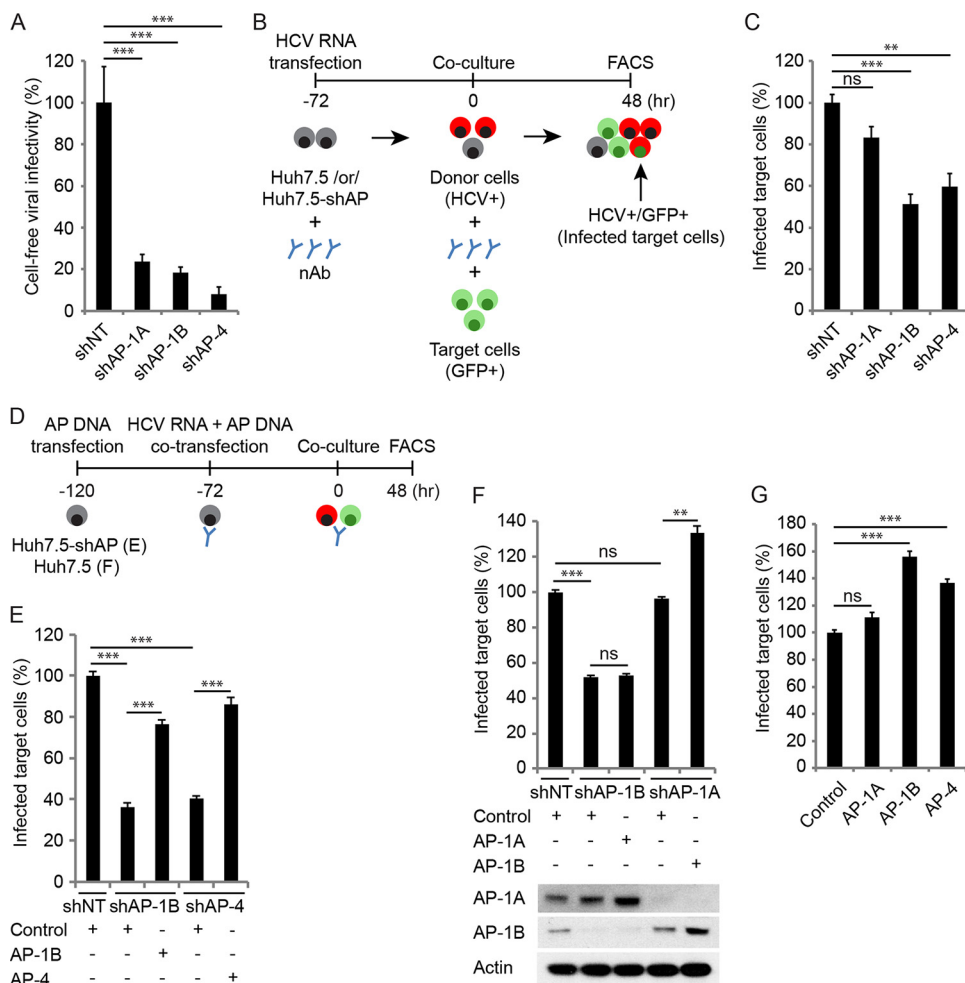 A
***
***
***
Cell-free viral infectivity (%)
120
100
80
60
40
20
0
shNT
shAP-1A
shAP-1B
shAP-4
B
HCV RNA
transfection
Co-culture
FACS
-72
0
48 (hr)
Huh7.5 /or/
Huh7.5-shAP
+
nAb
Donor cells
(HCV+)
+
+
Target cells
(GFP+)
HCV+/GFP+
(Infected target cells)
C
**
***
ns
Infected target cells (%)
120
100
80
60
40
20
0
shNT
shAP-1A
shAP-1B
shAP-4
D
AP DNA
transfection
HCV RNA + AP DNA
co-transfection
Co-culture
FACS
-120
-72
0
48 (hr)
Huh7.5-shAP (E)
Huh7.5 (F)
E
***
***
***
***
Infected target cells (%)
120
100
80
60
40
20
0
shNT
shAP-1B
shAP-4
Control + + - + -
AP-1B - - + - -
AP-4 - - - - +
F
**
ns
***
ns
Infected target cells (%)
140
120
100
80
60
40
20
0
shNT
shAP-1B
shAP-1A
Control + + - + -
AP-1A - - + - -
AP-1B - - - - +
AP-1A
AP-1B
Actin
G
***
***
ns
Infected target cells (%)
180
160
140
120
100
80
60
40
20
0
Control
AP-1A
AP-1B
AP-4